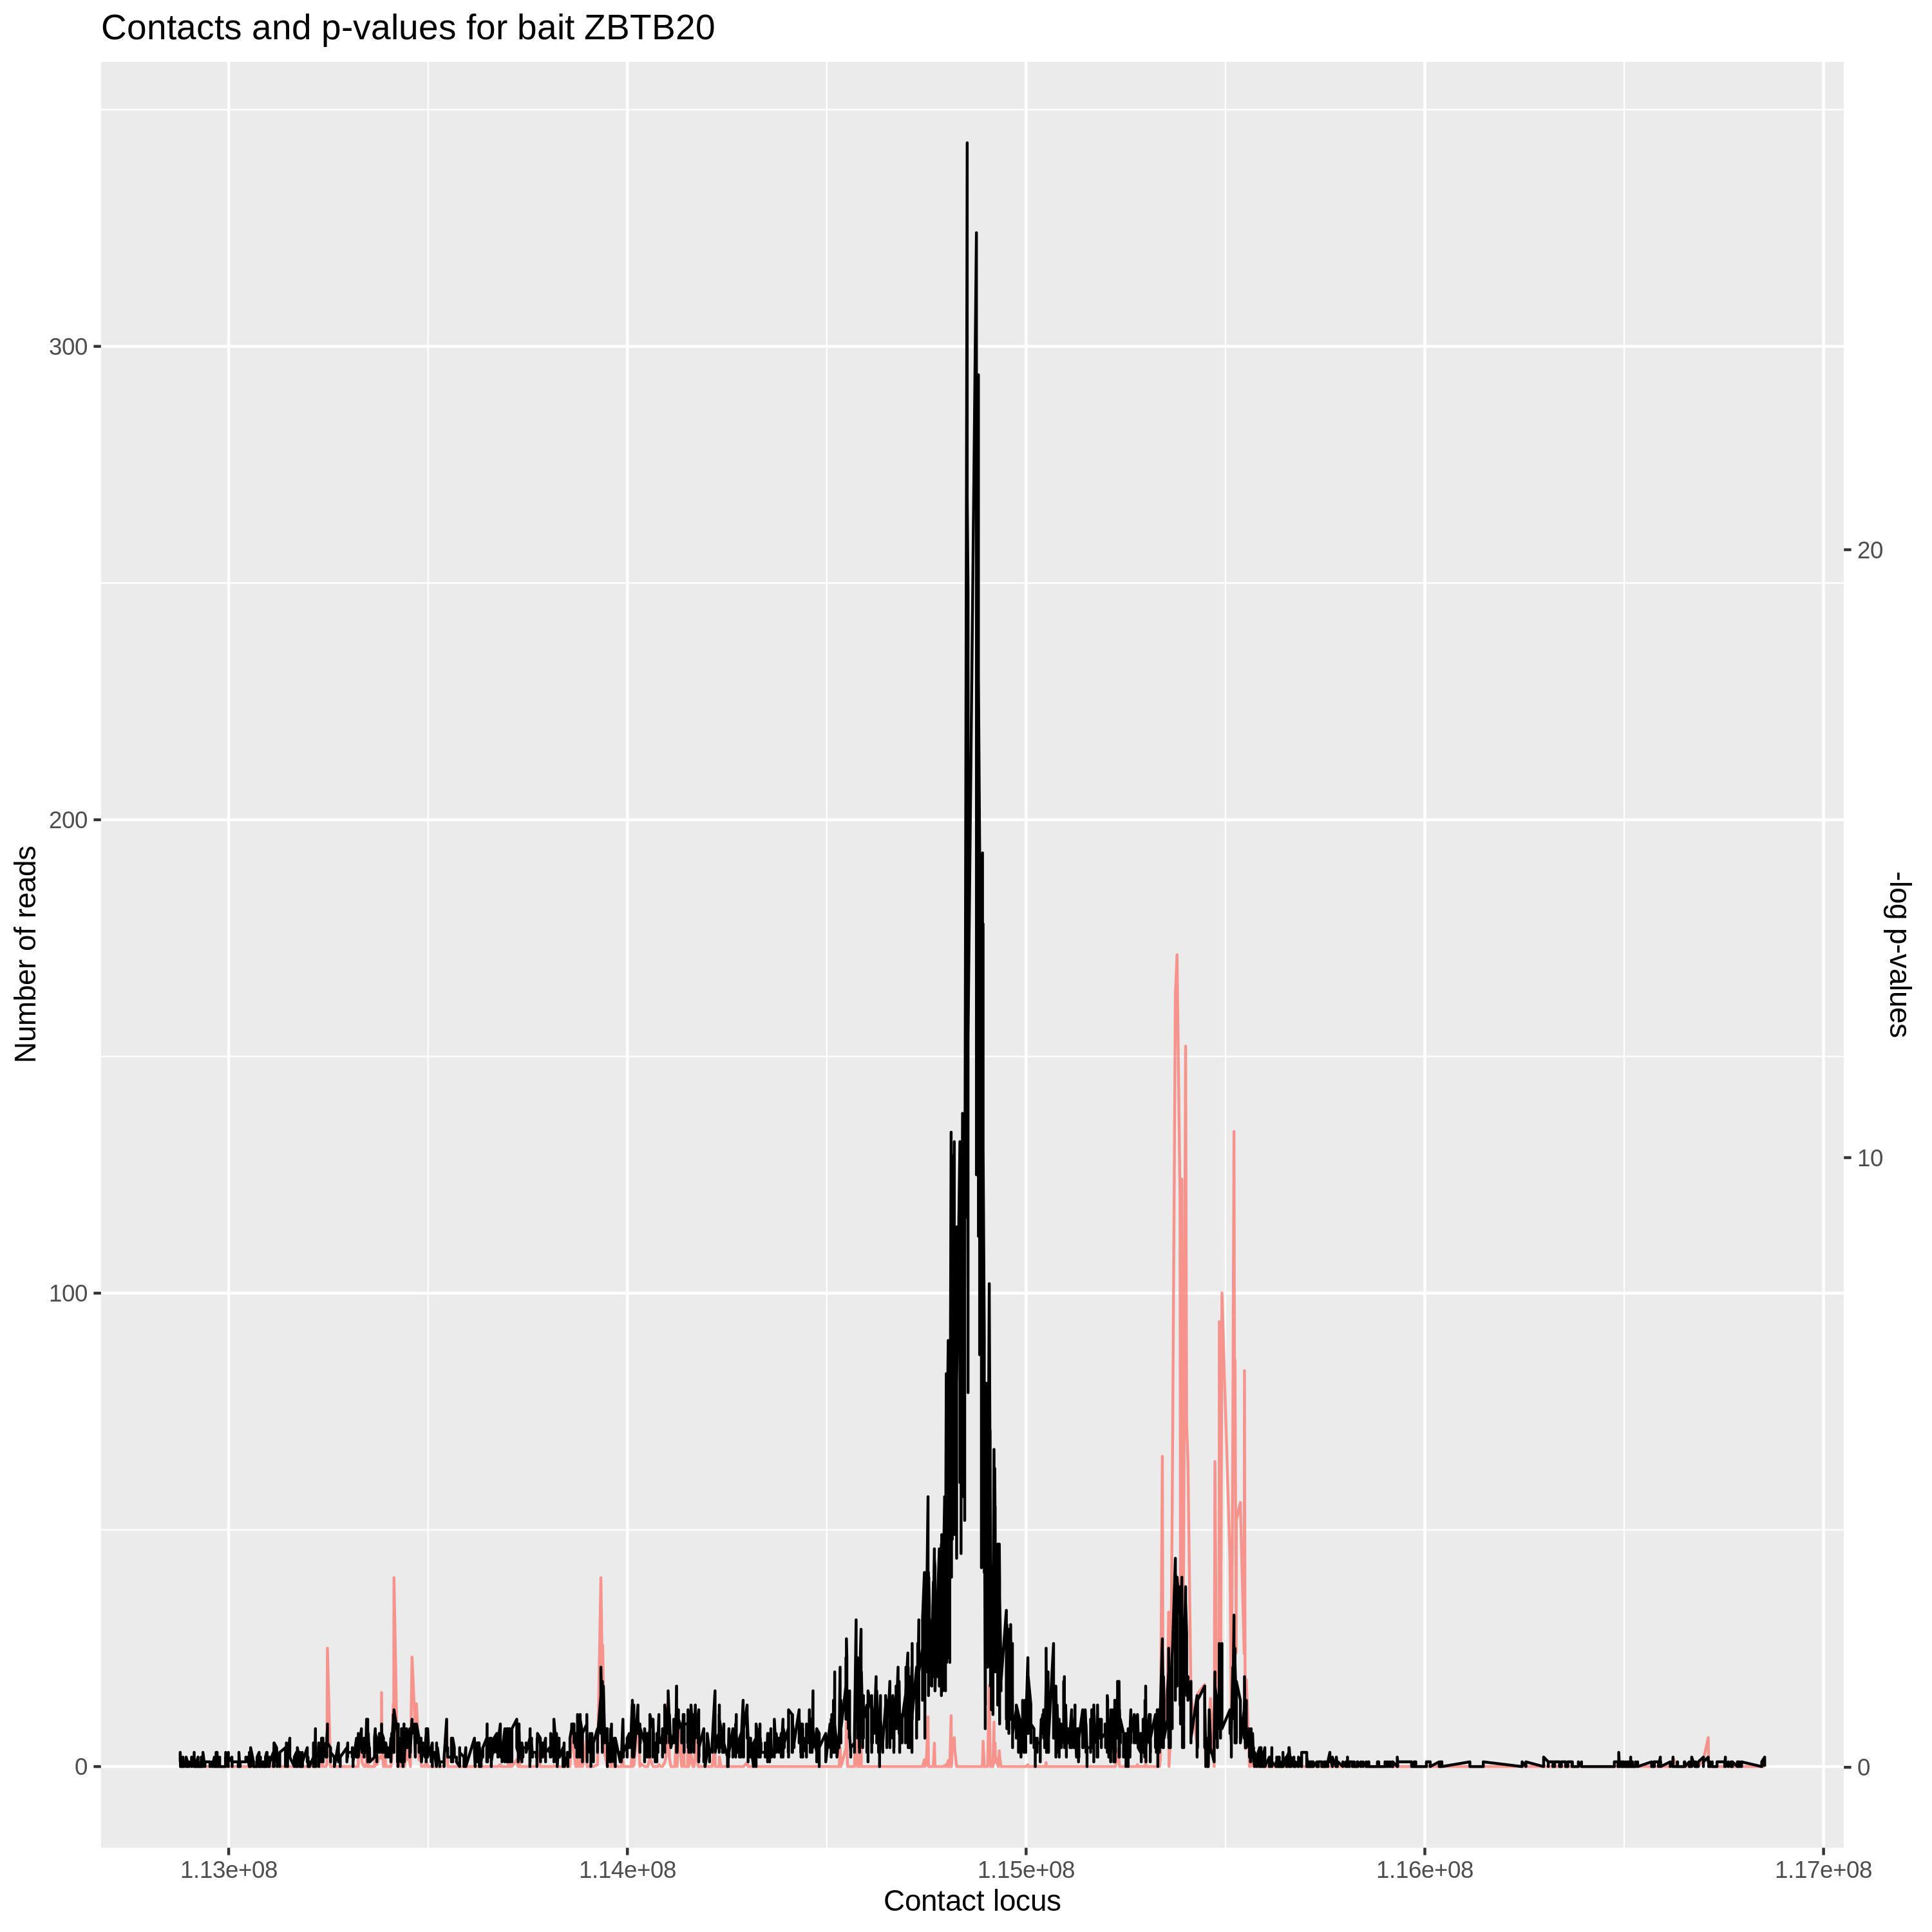 Contacts and p-values for bait ZBTB20
300
200
100
0
Number of reads
20
10
0
-log p-values
1.13e+08
1.14e+08
1.15e+08
1.16e+08
1.17e+08
Contact locus